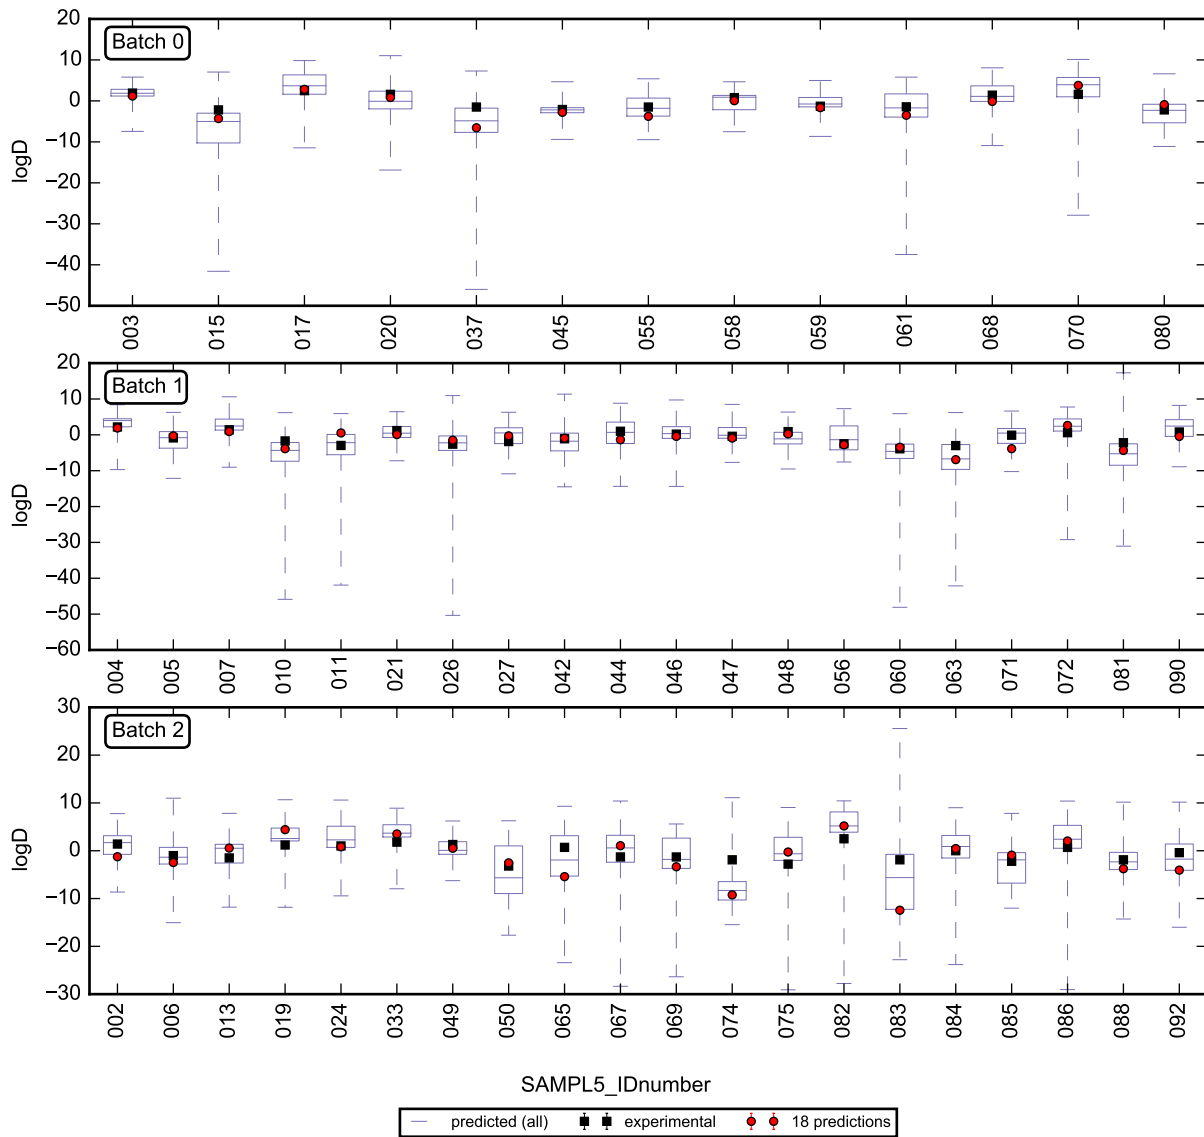 20
Batch 0
10
0
−10
−20
−30
−40
−50
logD
003 015 017 020 037 045 055 058 059 061 068 070 080
20
Batch 1
10
0
−10
−20
−30
−40
−50
−60
logD
004 005 007 010 011 021 026 027 042 044 046 047 048 056 060 063 071 072 081 090
30
Batch 2
20
10
0
−10
−20
−30
logD
002 006 013 019 024 033 049 050 065 067 069 074 075 082 083 084 085 086 088 092
SAMPL5_IDnumber
predicted (all) experimental 18 predictions